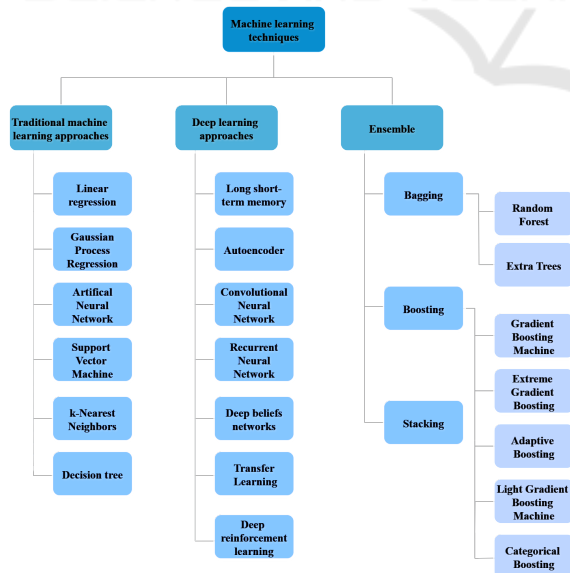 Machine learning
techniques
Traditional machine
learning approaches
Deep learning
approaches
Ensemble
Linear
regression
Gaussian
Process
Regression
Artifical
Neural
Network
Support
Vector
Machine
k-Nearest
Neighbors
Decision tree
Long short-
term memory
Autoencoder
Convolutional
Neural
Network
Recurrent
Neural
Network
Deep beliefs
networks
Transfer
Learning
Deep
reinforcement
learning
Bagging
Boosting
Stacking
Random
Forest
Extra Trees
Gradient
Boosting
Machine
Extreme
Gradient
Boosting
Adaptive
Boosting
Light Gradient
Boosting
Machine
Categorical
Boosting